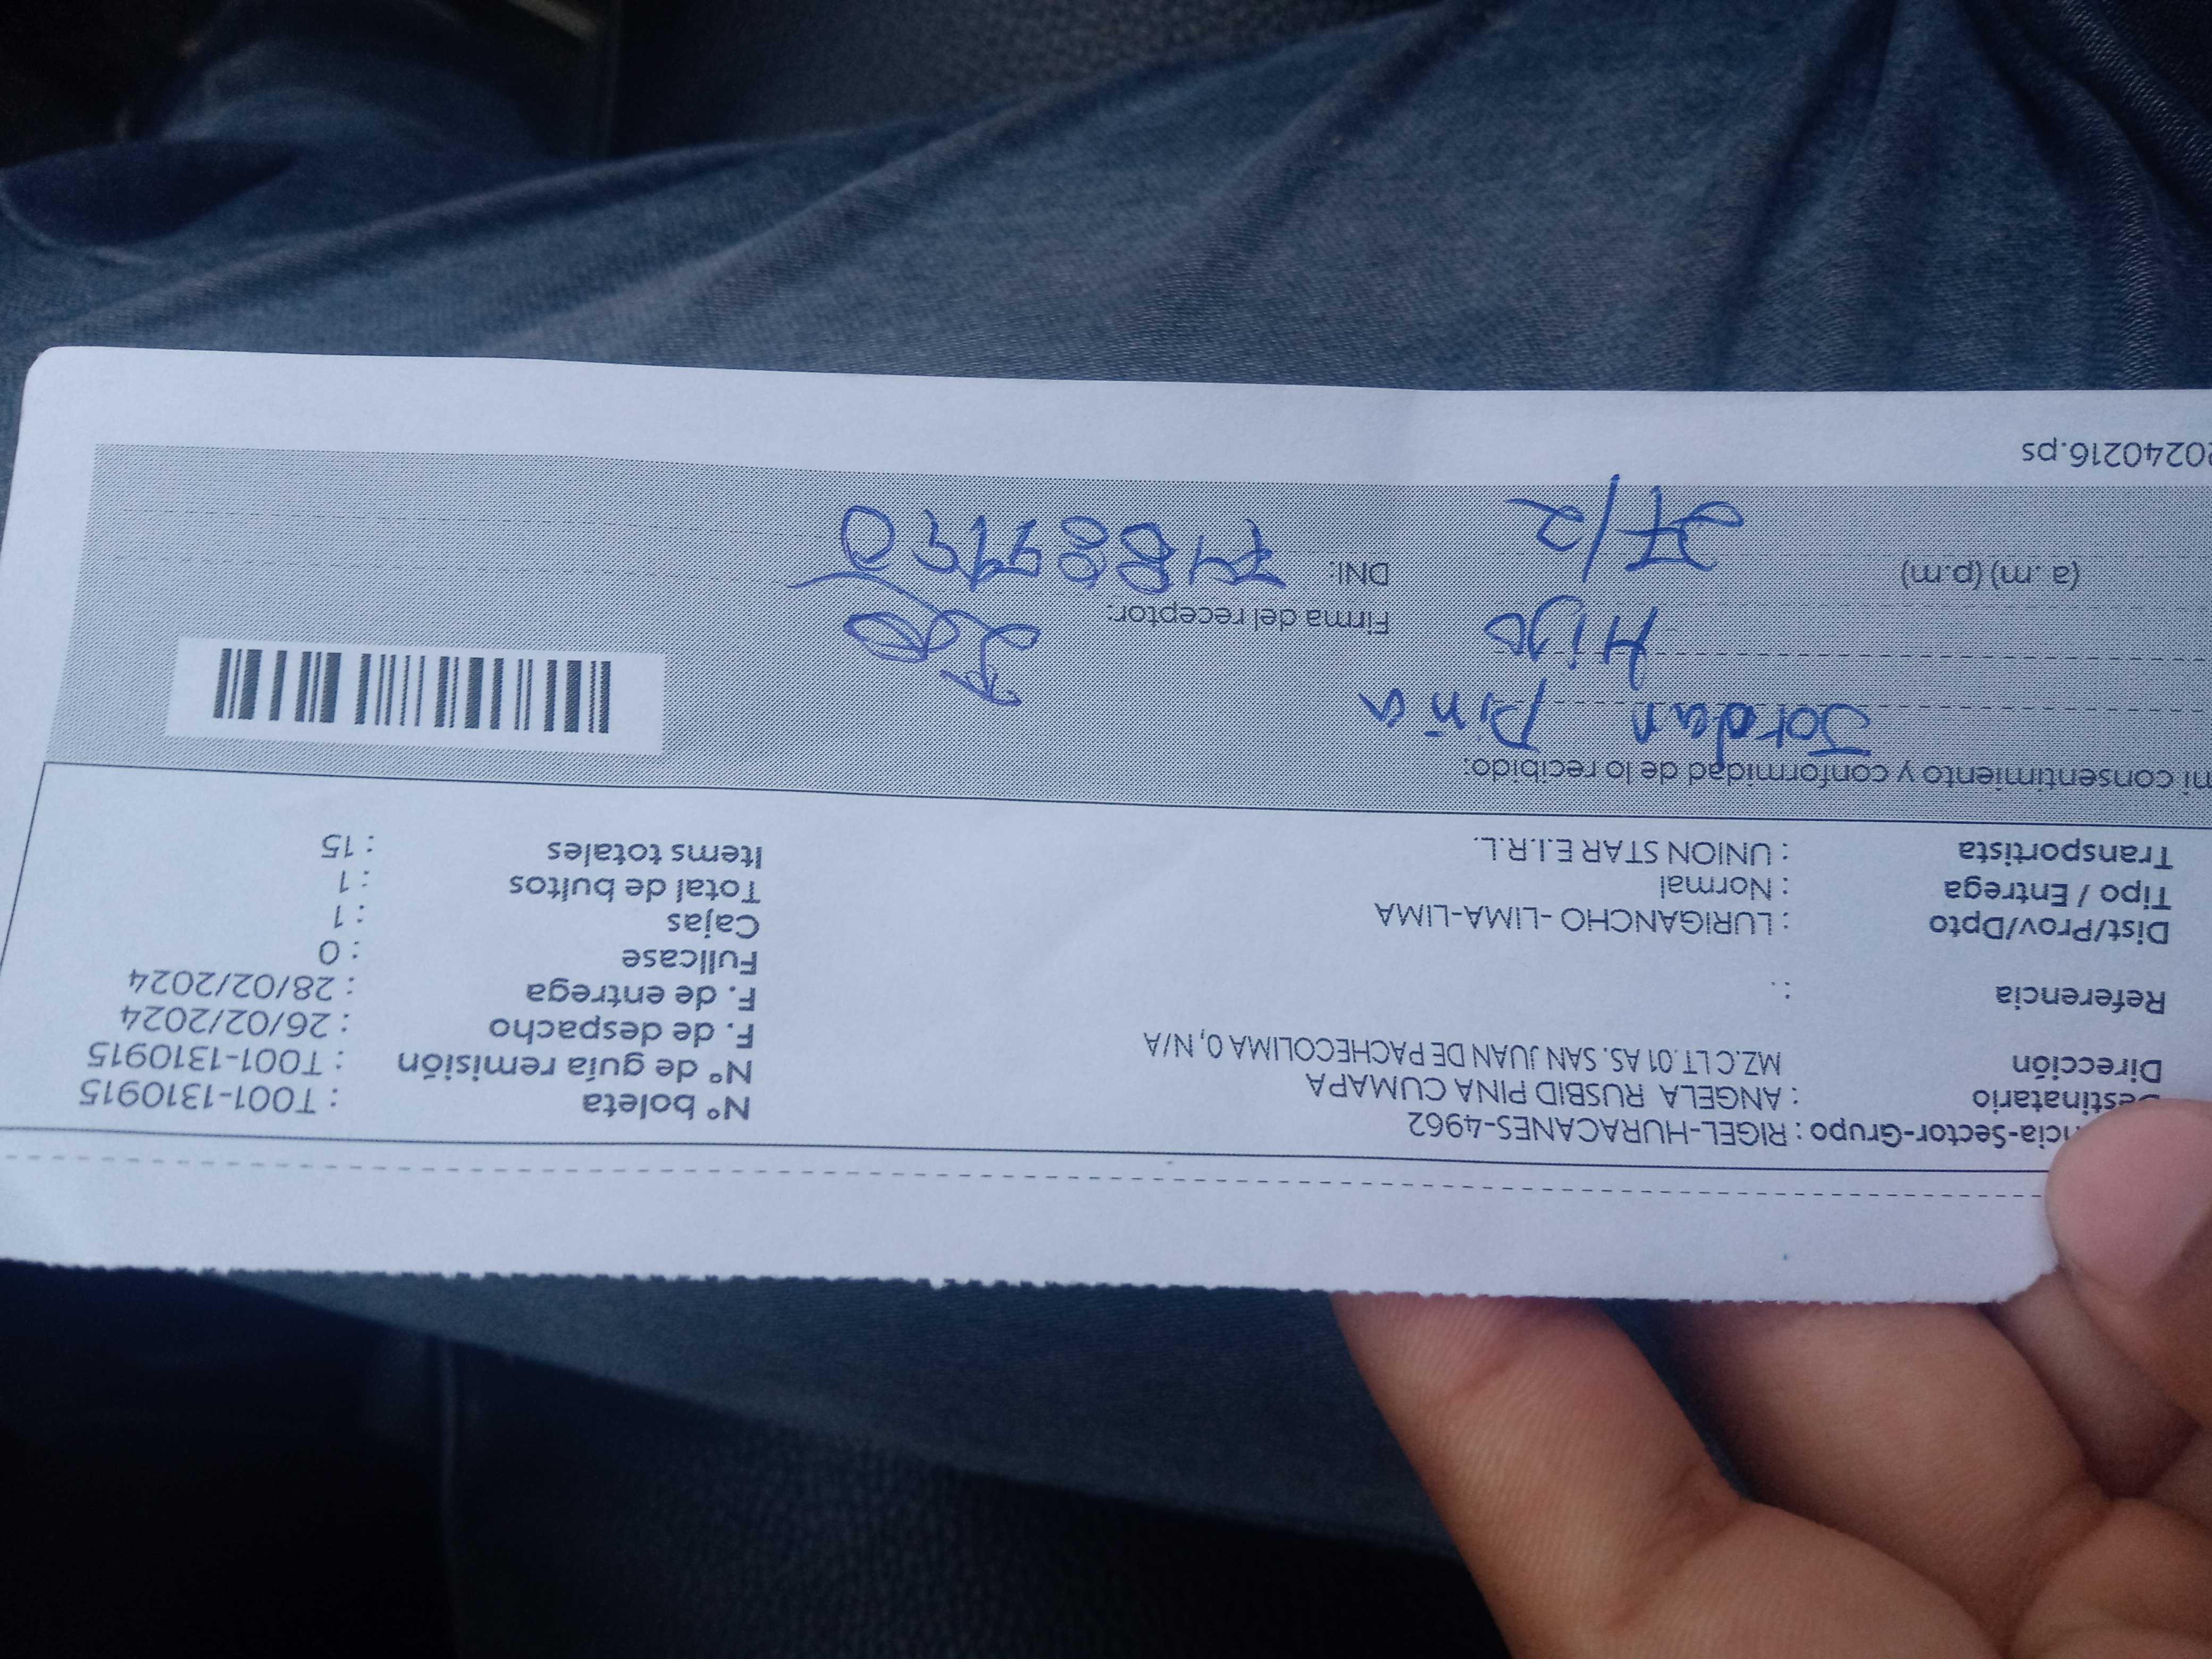 ncia-Sector-Grupo : RIGEL-HURACANES-4962
Destinatario : ANGELA RUSBID PINA CUMAPA
Dirección MZ.C LT.01 AS. SAN JUAN DE PACHECOLIMA 0, N/A
Referencia : .
Dist/Prov/Dpto : LURIGANCHO -LIMA-LIMA
Tipo / Entrega : Normal
Transportista : UNION STAR E.I.R.L.
N° boleta : T001-1310915
N° de guía remisión : T001-1310915
F. de despacho : 26/02/2024
F. de entrega : 28/02/2024
Fullcase : 0
Cajas : 1
Total de bultos : 1
Items totales : 15
mi consentimiento y conformidad de lo recibido:
Jordan Piña
Hijo
Firma del receptor:
(a .m) (p.m) 27/2
DNI:
20240216.ps